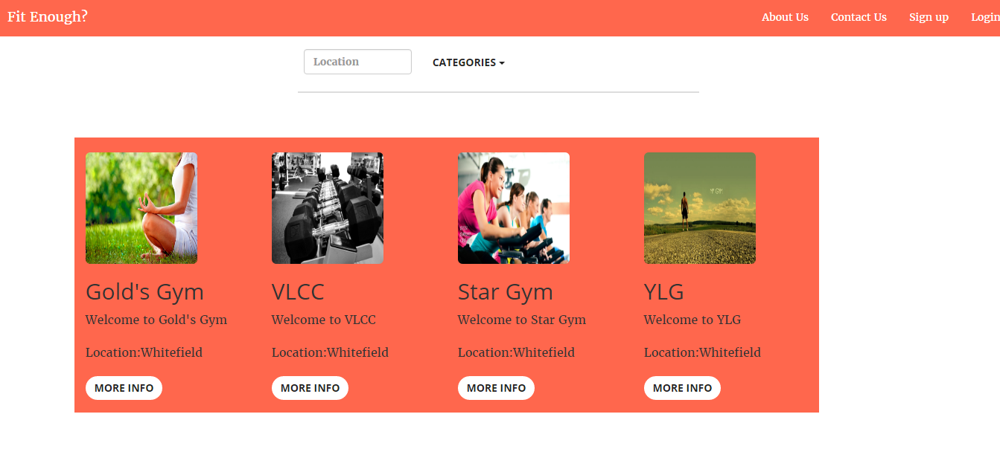 Fit Enough?
About Us
Contact Us
Sign up
Login
Location
CATEGORIES
Gold's Gym
Welcome to Gold's Gym
Location:Whitefield
MORE INFO
VLCC
Welcome to VLCC
Location:Whitefield
MORE INFO
Star Gym
Welcome to Star Gym
Location:Whitefield
MORE INFO
YLG
Welcome to YLG
Location:Whitefield
MORE INFO